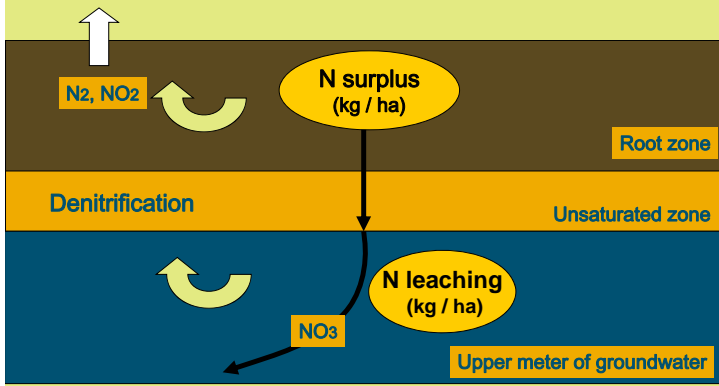 N2, NO2
N surplus
(kg / ha)
Root zone
Denitrification
Unsaturated zone
N leaching
(kg / ha)
NO3
Upper meter of groundwater